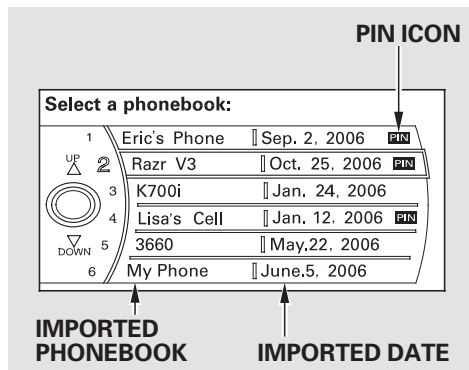 PIN ICON
Select a phonebook:
1 Eric's Phone Sep. 2, 2006 PIN
UP 2 Razr V3 Oct. 25, 2006 PIN
3 K700i Jan. 24, 2006
4 Lisa's Cell Jan. 12, 2006 PIN
DOWN 5 3660 May.22, 2006
6 My Phone June.5, 2006
IMPORTED PHONEBOOK
IMPORTED DATE